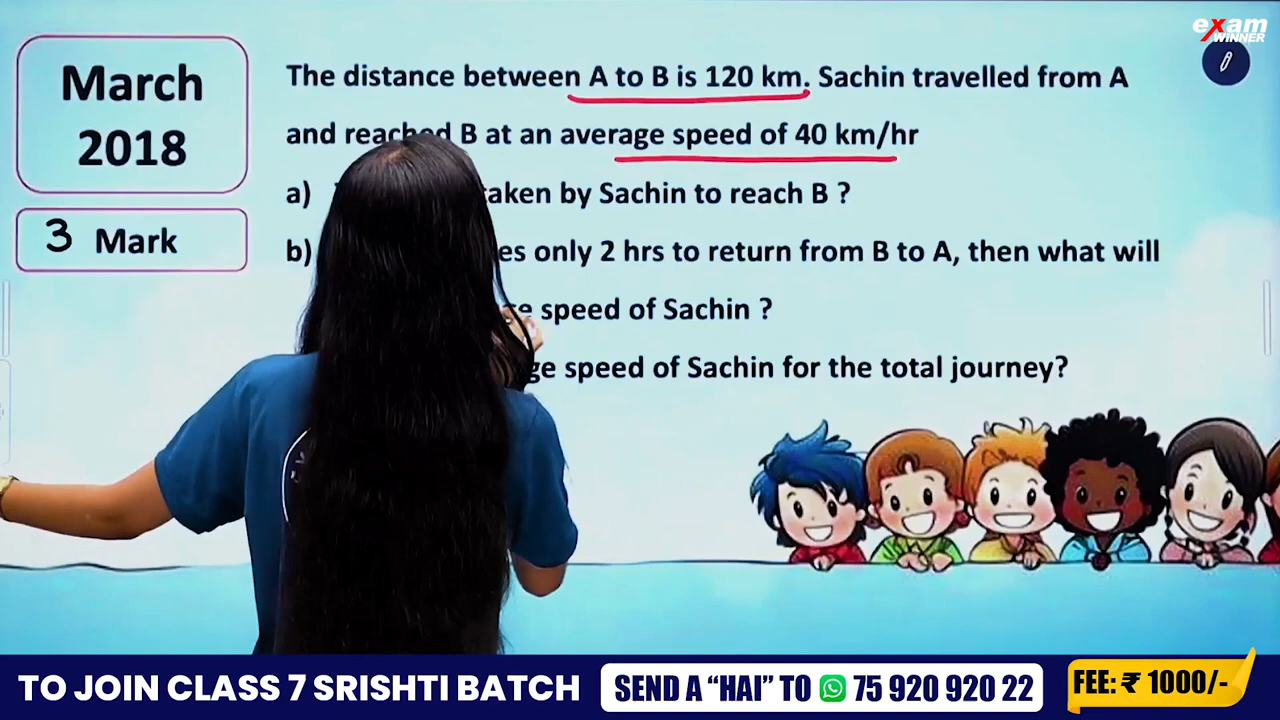 exam
WINNER
March
2018
3 Mark
The distance between A to B is 120 km. Sachin travelled from A
and reached B at an average speed of 40 km/hr
a) taken by Sachin to reach B ?
b) only 2 hrs to return from B to A, then what will
speed of Sachin ?
speed of Sachin for the total journey?
TO JOIN CLASS 7 SRISHTI BATCH
SEND A “HAI” TO 75 920 920 22
FEE: ₹ 1000/-